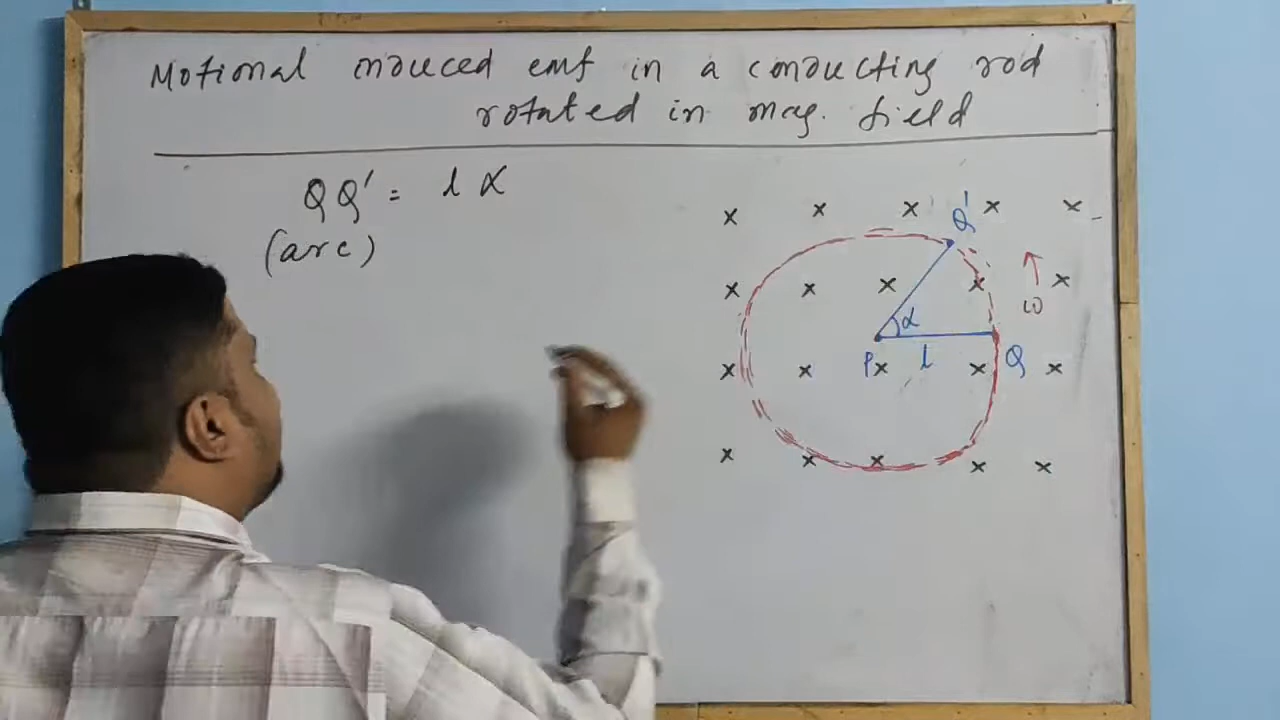 Motional induced emf in a conducting rod
rotated in mag. field
QQ' = l α
(arc)
x x x Q' x x
x x x x x
α ω
P x l x Q x
x x
x x x x x